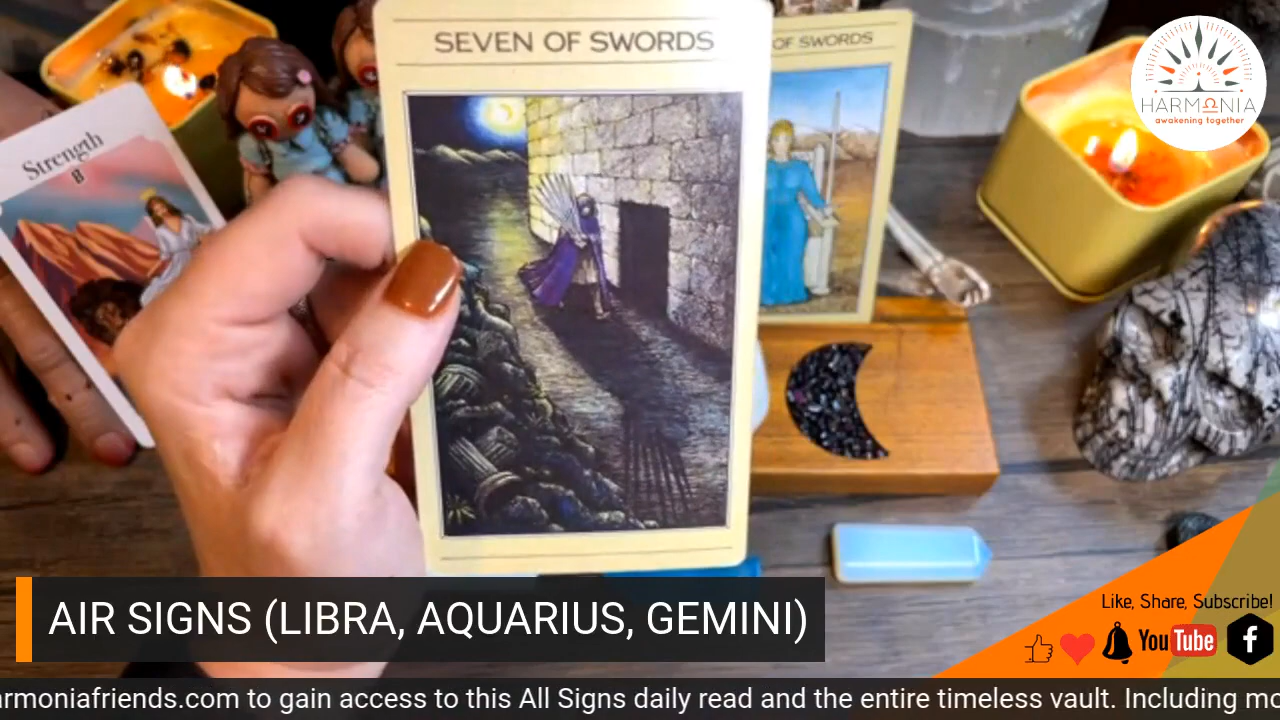 SEVEN OF SWORDS
OF SWORDS
Strength
8
HARMONIA
awakening together
AIR SIGNS (LIBRA, AQUARIUS, GEMINI)
Like, Share, Subscribe!
YouTube
f
armoniafriends.com to gain access to this All Signs daily read and the entire timeless vault. Including mo